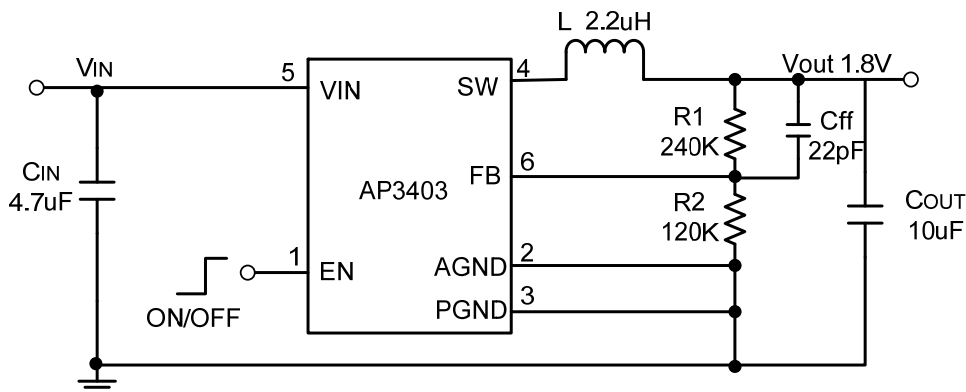 L 2.2uH
VIN
5
VIN
SW
4
Vout 1.8V
R1
240K
Cff
22pF
CIN
4.7uF
AP3403
FB
6
R2
120K
COUT
10uF
1
EN
AGND
2
ON/OFF
PGND
3